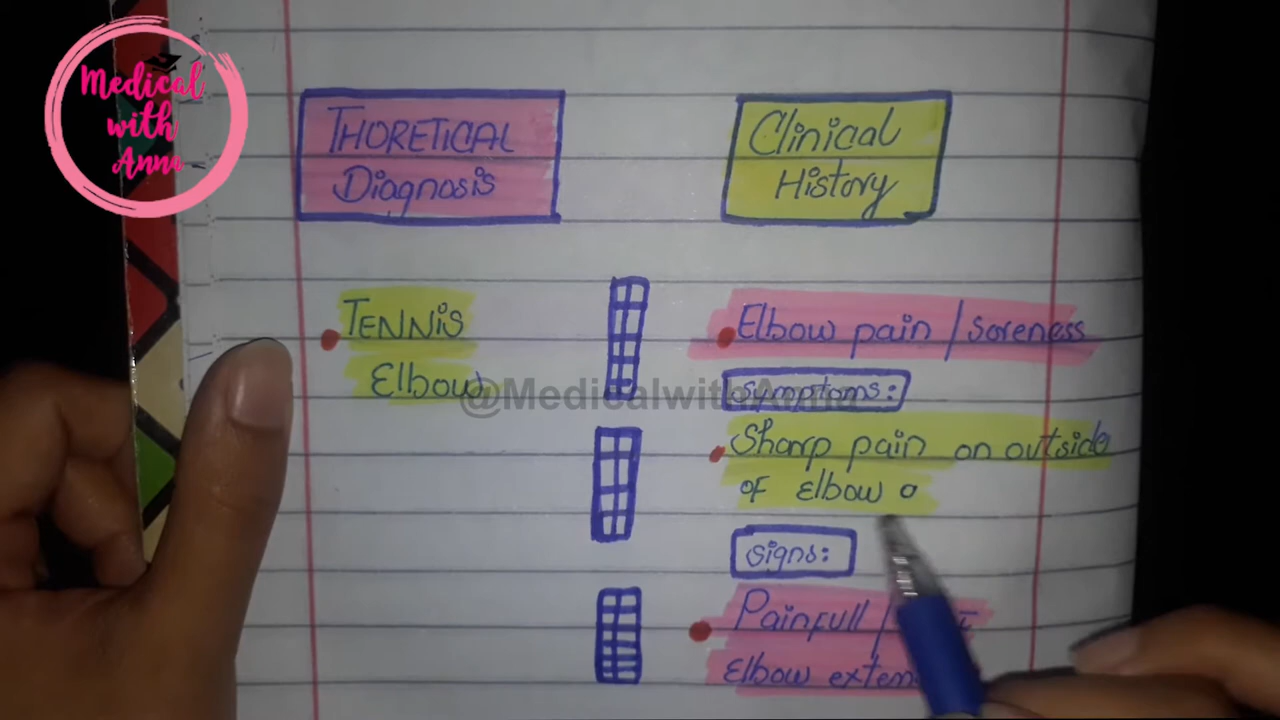 Medical
with
Anna
THORETICAL
Diagnosis
Clinical
History
TENNIS
Elbow
Elbow pain / soreness
@MedicalwithAnna
Symptoms:
Sharp pain on outside
of Elbow
Signs:
Painfull /
Elbow